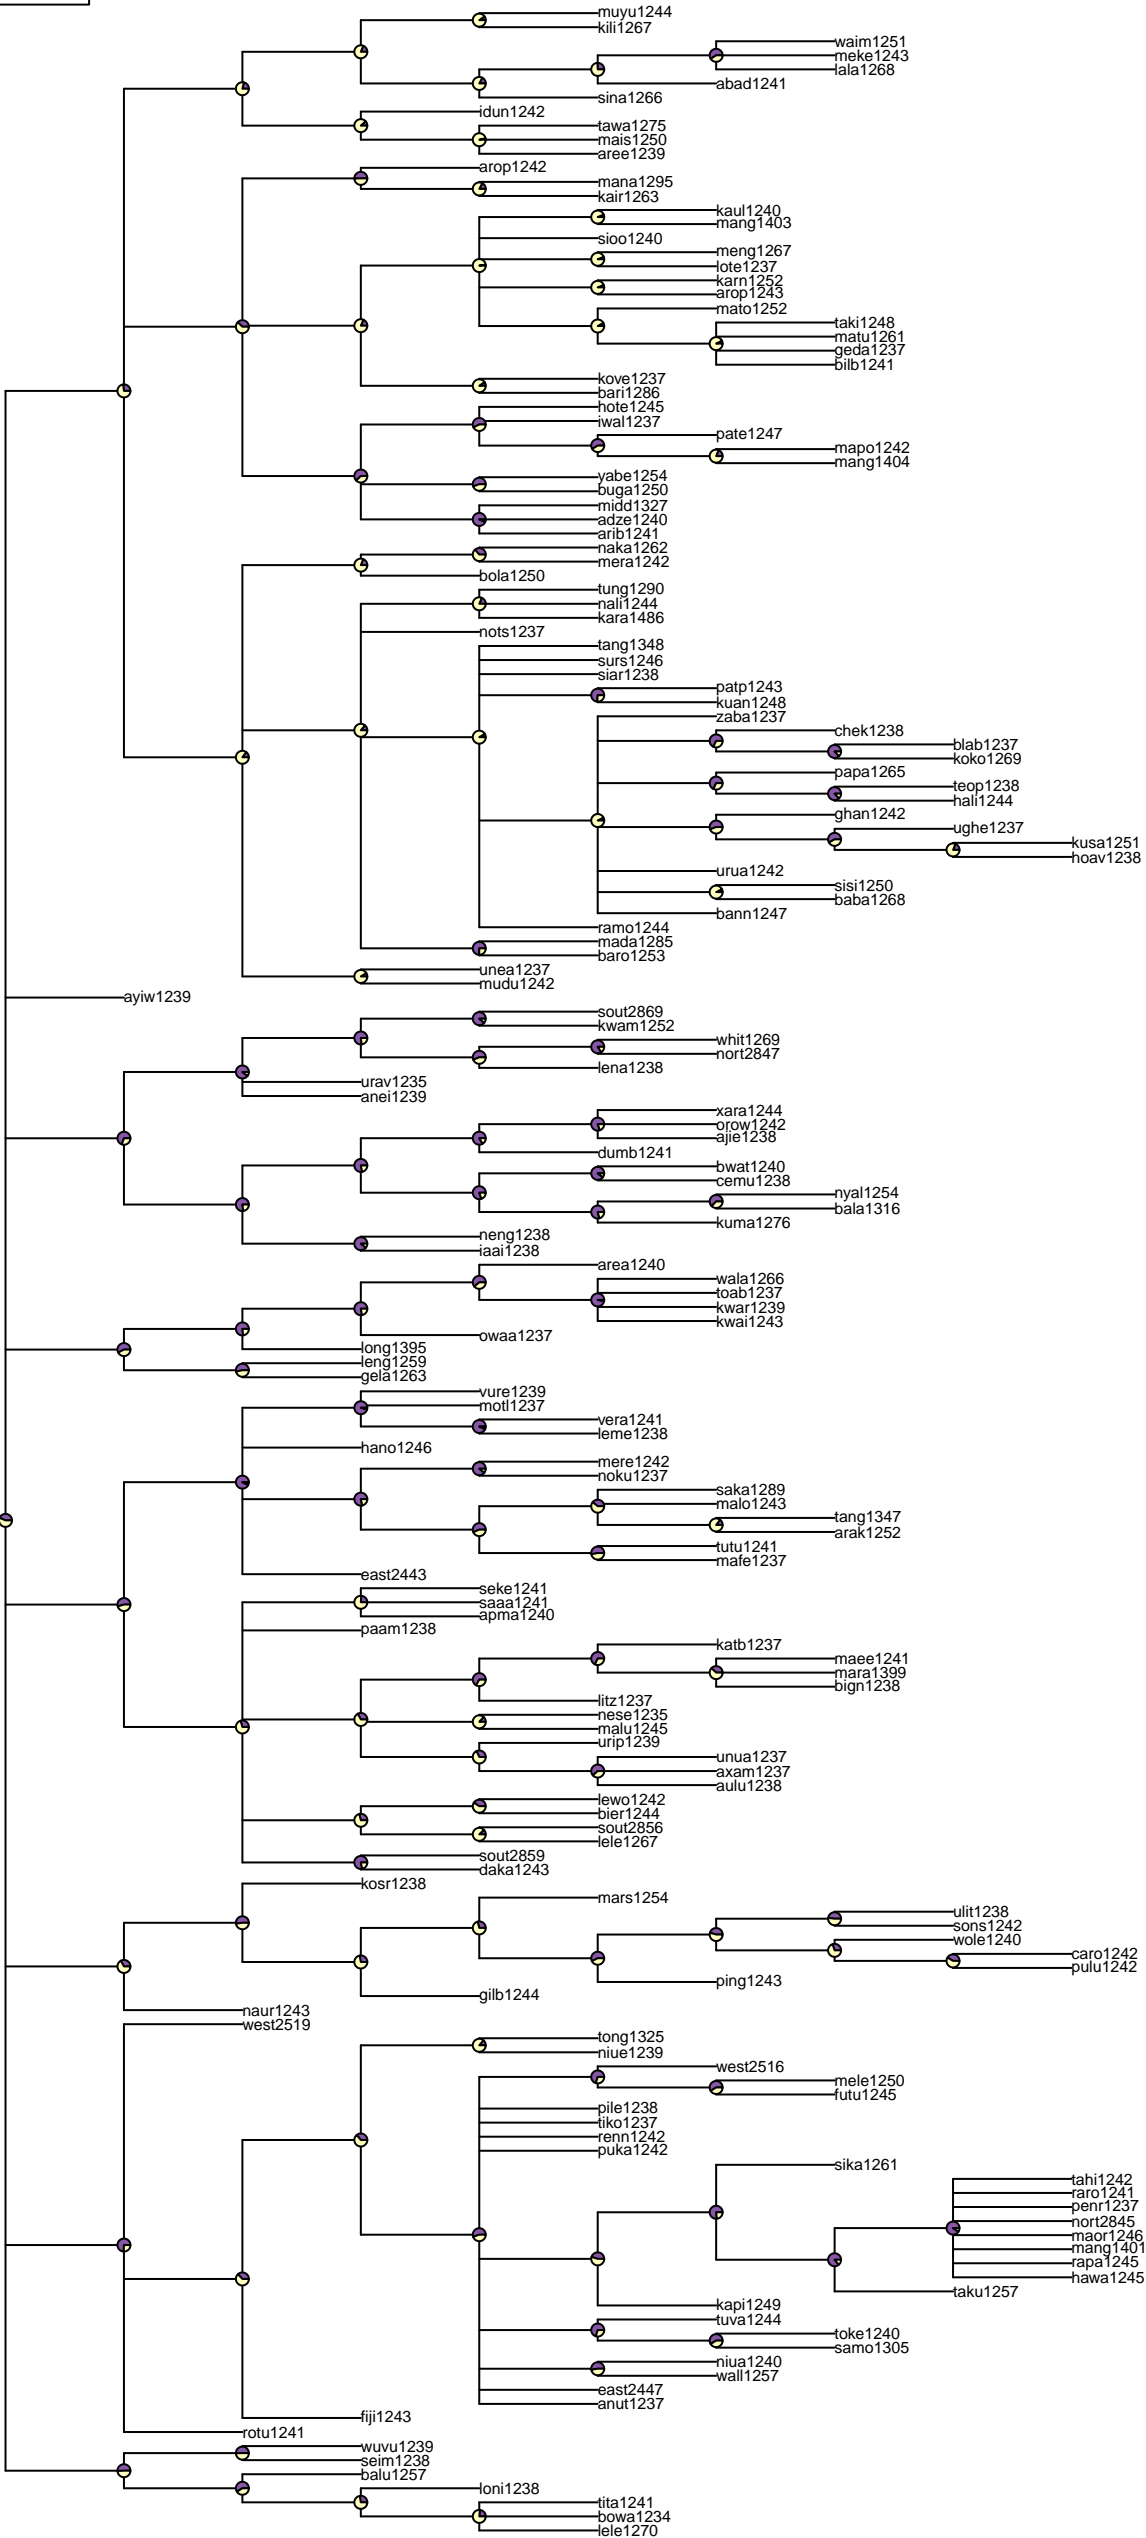 muyu1244
kili1267
waim1251
meke1243
lala1268
abad1241
sina1266
idun1242
tawa1275
mais1250
aree1239
arop1242
mana1295
kair1263
kaul1240
mang1403
sioo1240
meng1267
lote1237
karn1252
arop1243
mato1252
taki1248
matu1261
geda1237
bilb1241
kove1237
bari1286
hote1245
iwal1237
pate1247
mapo1242
mang1404
yabe1254
buga1250
midd1327
adze1240
arib1241
naka1262
mera1242
bola1250
tung1290
nali1244
kara1486
nots1237
tang1348
surs1246
siar1238
patp1243
kuan1248
zaba1237
chek1238
blab1237
koko1269
papa1265
teop1238
hali1244
ghan1242
ughe1237
kusa1251
hoav1238
urua1242
sisi1250
baba1268
bann1247
ramo1244
mada1285
baro1253
unea1237
mudu1242
ayiw1239
sout2869
kwam1252
whit1269
nort2847
lena1238
urav1235
anei1239
xara1244
orow1242
ajie1238
dumb1241
bwat1240
cemu1238
nyal1254
bala1316
kuma1276
neng1238
iaai1238
area1240
wala1266
toab1237
kwar1239
kwai1243
owaa1237
long1395
leng1259
gela1263
vure1239
motl1237
vera1241
leme1238
hano1246
mere1242
noku1237
saka1289
malo1243
tang1347
arak1252
tutu1241
mafe1237
east2443
seke1241
saaa1241
apma1240
paam1238
katb1237
maee1241
mara1399
bign1238
litz1237
nese1235
malu1245
urip1239
unua1237
axam1237
aulu1238
lewo1242
bier1244
sout2856
lele1267
sout2859
daka1243
kosr1238
mars1254
ulit1238
sons1242
wole1240
caro1242
pulu1242
ping1243
gilb1244
naur1243
west2519
tong1325
niue1239
west2516
mele1250
futu1245
pile1238
tiko1237
renn1242
puka1242
sika1261
tahi1242
raro1241
penr1237
nort2845
maor1246
mang1401
rapa1245
hawa1245
taku1257
kapi1249
tuva1244
toke1240
samo1305
niua1240
wall1257
east2447
anut1237
fiji1243
rotu1241
wuvu1239
seim1238
balu1257
loni1238
tita1241
bowa1234
lele1270